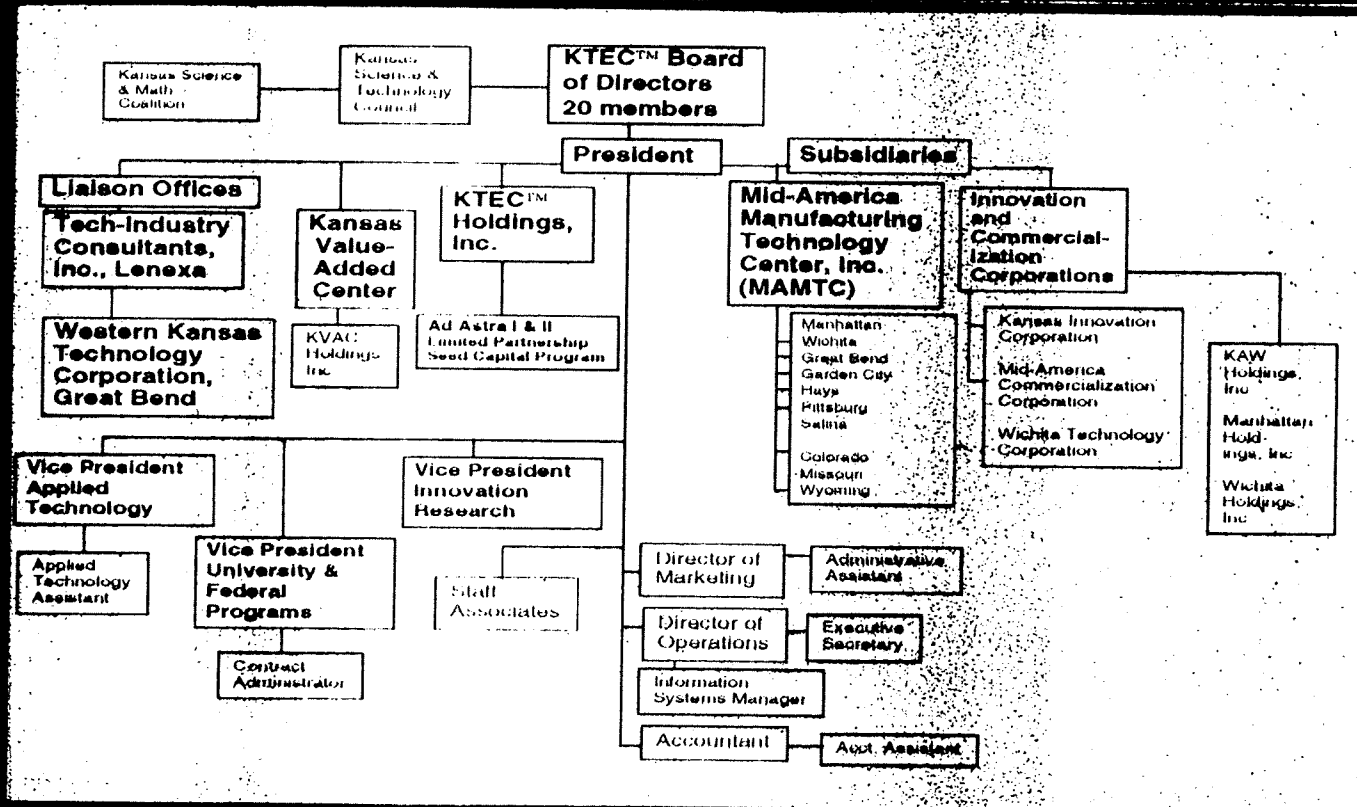 Kansas Science
& Math
Coalition
Kansas
Science &
Technology
Council
KTEC™ Board
of Directors
20 members
President
Subsidiaries
Liaison Offices
Tech-Industry
Consultants,
Inc., Lenexa
Western Kansas
Technology
Corporation,
Great Bend
Kansas
Value-
Added
Center
KVAC
Holdings
Inc
KTEC™
Holdings,
Inc.
Ad Astra I & II
Limited Partnership
Seed Capital Program
Mid-America
Manufacturing
Technology
Center, Inc.
(MAMTC)
Manhattan
Wichita
Great Bend
Garden City
Hays
Pittsburg
Salina
Colorado
Missouri
Wyoming
Innovation
and
Commercial-
ization
Corporations
Kansas Innovation
Corporation
Mid-America
Commercialization
Corporation
Wichita Technology
Corporation
KAW
Holdings,
Inc
Manhattan
Hold-
ings, Inc
Wichita
Holdings,
Inc
Vice President
Applied
Technology
Applied
Technology
Assistant
Vice President
University &
Federal
Programs
Contract
Administrator
Vice President
Innovation
Research
Staff
Associates
Director of
Marketing
Administrative
Assistant
Director of
Operations
Executive
Secretary
Information
Systems Manager
Accountant
Acct. Assistant